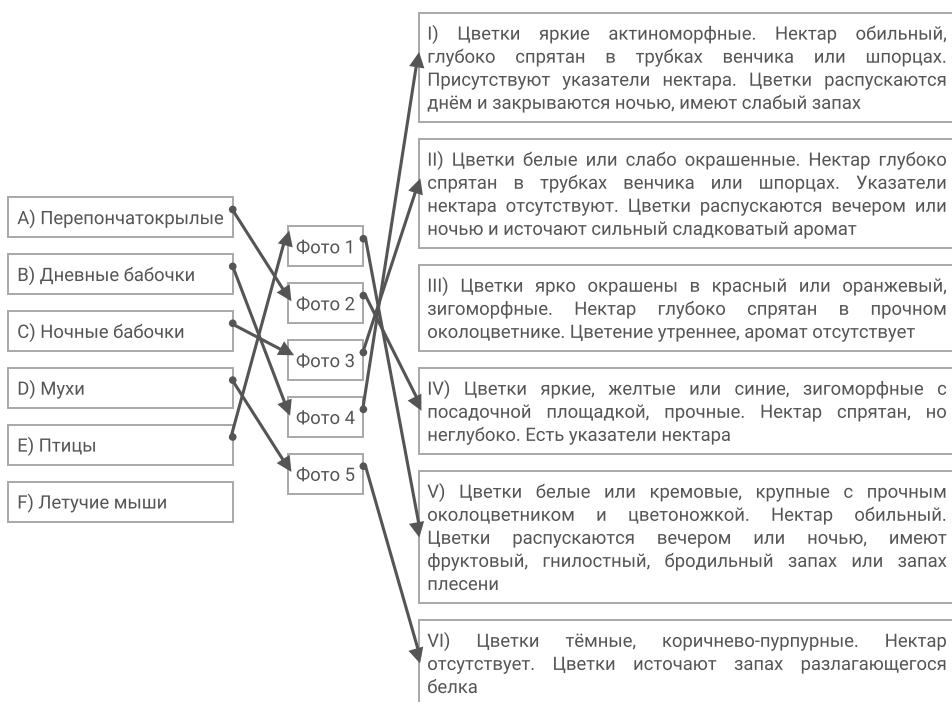 A) Перепончатокрылые
B) Дневные бабочки
C) Ночные бабочки
D) Мухи
E) Птицы
F) Летучие мыши
Фото 1
Фото 2
Фото 3
Фото 4
Фото 5
I) Цветки яркие актиноморфные. Нектар обильный,
глубоко спрятан в трубках венчика или шпорцах.
Присутствуют указатели нектара. Цветки распускаются
днём и закрываются ночью, имеют слабый запах
II) Цветки белые или слабо окрашенные. Нектар глубоко
спрятан в трубках венчика или шпорцах. Указатели
нектара отсутствуют. Цветки распускаются вечером или
ночью и источают сильный сладковатый аромат
III) Цветки ярко окрашены в красный или оранжевый,
зигоморфные. Нектар глубоко спрятан в прочном
околоцветнике. Цветение утреннее, аромат отсутствует
IV) Цветки яркие, желтые или синие, зигоморфные с
посадочной площадкой, прочные. Нектар спрятан, но
неглубоко. Есть указатели нектара
V) Цветки белые или кремовые, крупные с прочным
околоцветником и цветоножкой. Нектар обильный.
Цветки распускаются вечером или ночью, имеют
фруктовый, гнилостный, бродильный запах или запах
плесени
VI) Цветки тёмные, коричнево-пурпурные. Нектар
отсутствует. Цветки источают запах разлагающегося
белка